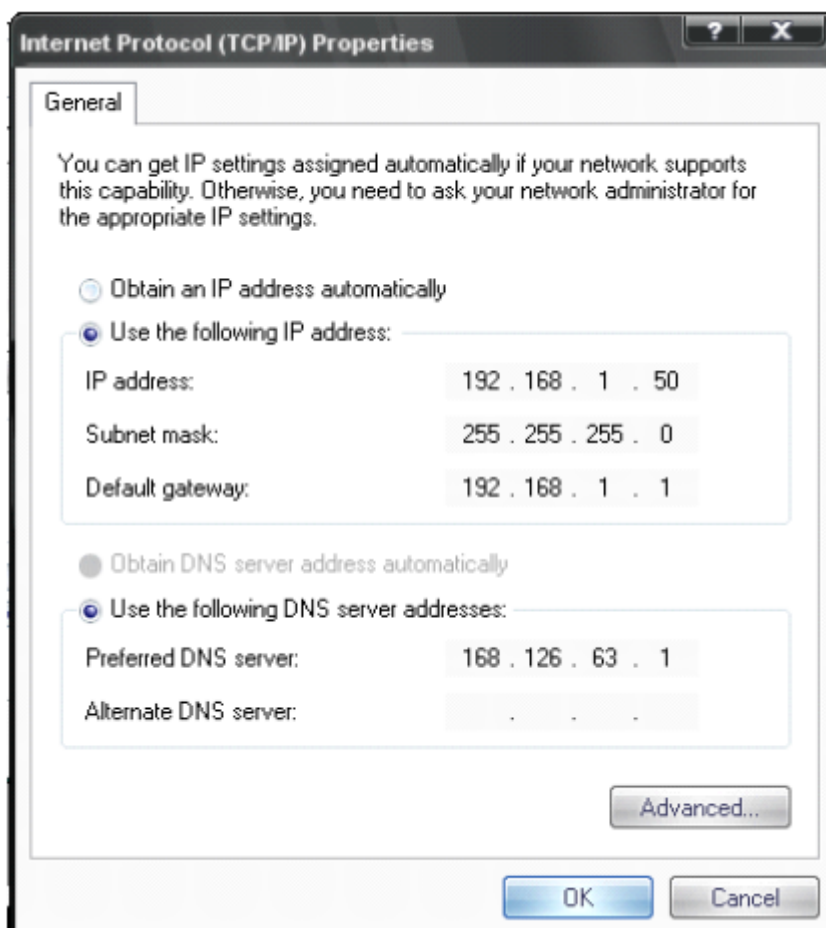 Internet Protocol (TCP/IP) Properties
? X
General
You can get IP settings assigned automatically if your network supports
this capability. Otherwise, you need to ask your network administrator for
the appropriate IP settings.
Obtain an IP address automatically
Use the following IP address:
IP address: 192 . 168 . 1 . 50
Subnet mask: 255 . 255 . 255 . 0
Default gateway: 192 . 168 . 1 . 1
Obtain DNS server address automatically
Use the following DNS server addresses:
Preferred DNS server: 168 . 126 . 63 . 1
Alternate DNS server: . . .
Advanced...
OK Cancel